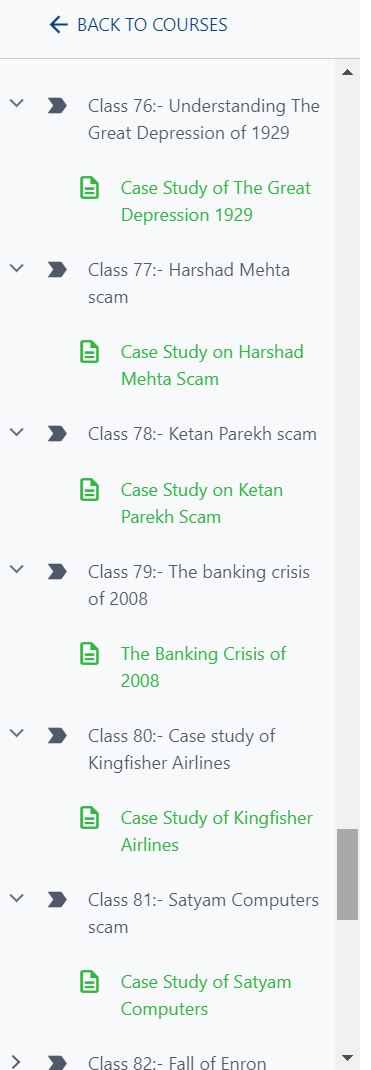 BACK TO COURSES
Class 76:- Understanding The
Great Depression of 1929
Case Study of The Great
Depression 1929
Class 77:- Harshad Mehta
scam
Case Study on Harshad
Mehta Scam
Class 78:- Ketan Parekh scam
Case Study on Ketan
Parekh Scam
Class 79:- The banking crisis
of 2008
The Banking Crisis of
2008
Class 80:- Case study of
Kingfisher Airlines
Case Study of Kingfisher
Airlines
Class 81:- Satyam Computers
scam
Case Study of Satyam
Computers
Class 82:- Fall of Enron